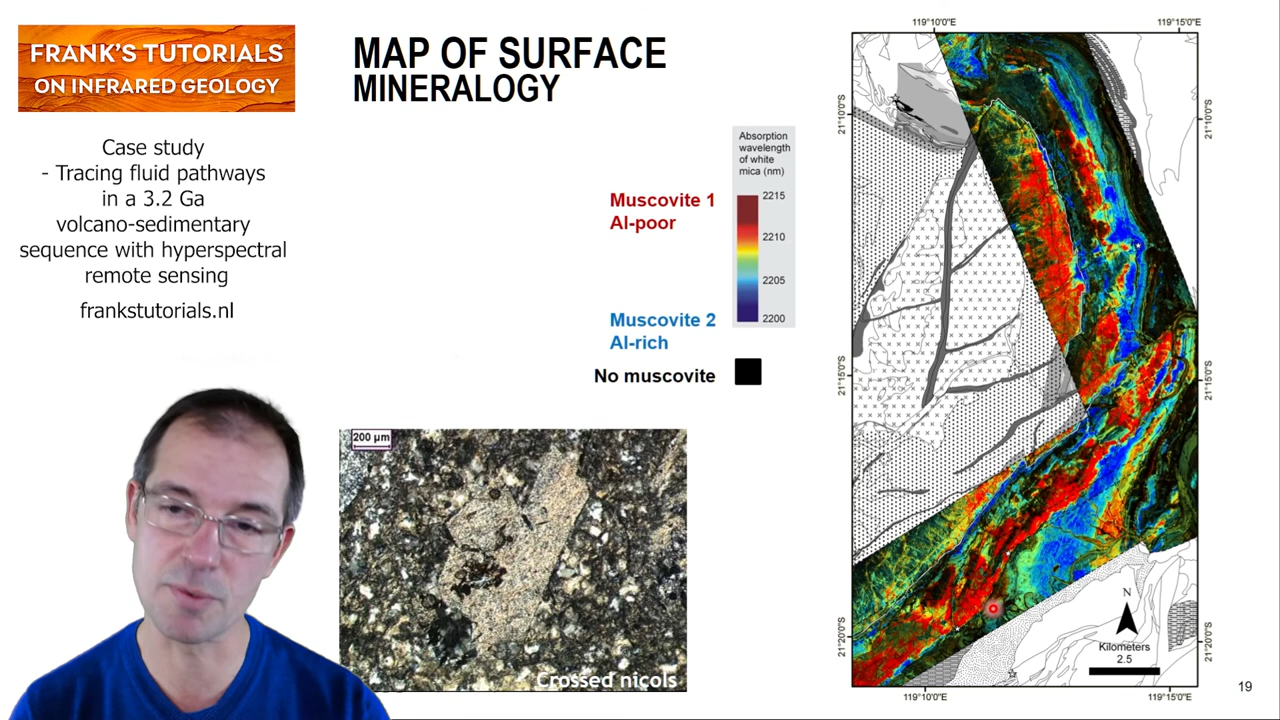 FRANK'S TUTORIALS
ON INFRARED GEOLOGY
Case study
- Tracing fluid pathways
in a 3.2 Ga
volcano-sedimentary
sequence with hyperspectral
remote sensing
frankstutorials.nl
MAP OF SURFACE
MINERALOGY
Absorption
wavelength
of white
mica (nm)
2215
2210
2205
2200
Muscovite 1
Al-poor
Muscovite 2
Al-rich
No muscovite
200 µm
Crossed nicols
119°10'0"E
119°15'0"E
21°10'0"S
21°10'0"S
21°15'0"S
21°15'0"S
21°20'0"S
21°20'0"S
N
Kilometers
2.5
119°10'0"E
119°15'0"E
19